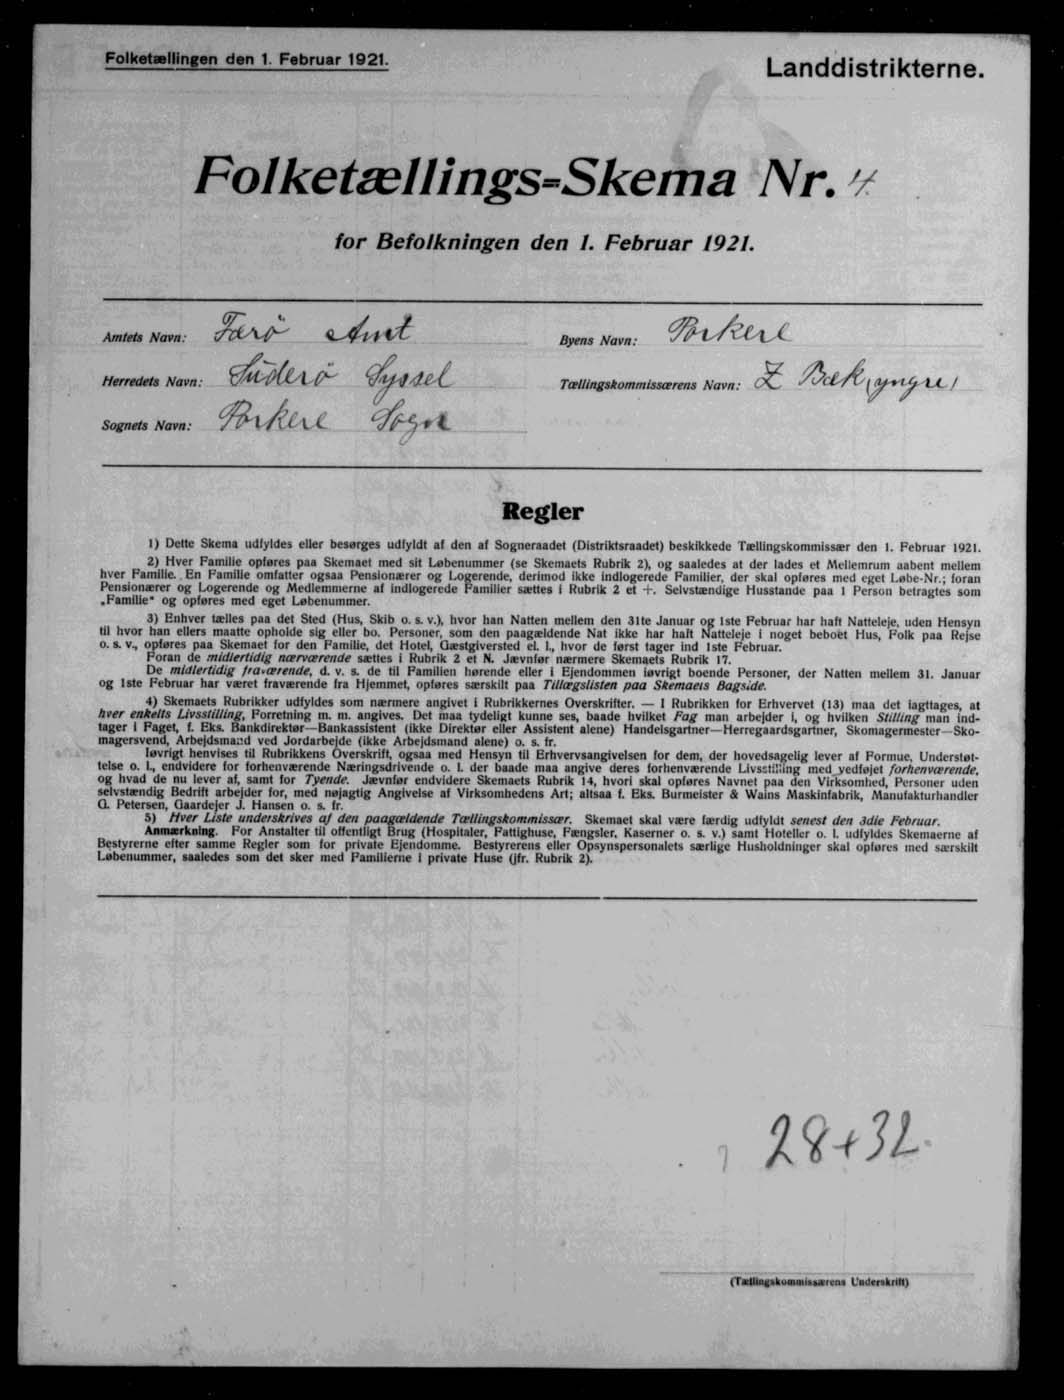 Folketællingen den 1. Februar 1921.
Landdistrikterne.
Folketællings=Skema Nr. 4.
for Befolkningen den 1. Februar 1921.
Amtets Navn: Færö Amt
Byens Navn: Porkere
Herredets Navn: Süderö Syssel
Tællingskommissærens Navn: Z Bæk (yngre)
Sognets Navn: Porkere Sogn
Regler
1) Dette Skema udfyldes eller besørges udfyldt af den af Sogneraadet (Distriktsraadet) beskikkede Tællingskommissær den 1. Februar 1921.
2) Hver Familie opføres paa Skemaet med sit Løbenummer (se Skemaets Rubrik 2), og saaledes at der lades et Mellemrum aabent mellem
hver Familie. En Familie omfatter ogsaa Pensionærer og Logerende, derimod ikke indlogerede Familier, der skal opføres med eget Løbe-Nr.; foran
Pensionærer og Logerende og Medlemmerne af indlogerede Familier sættes i Rubrik 2 et +. Selvstændige Husstande paa 1 Person betragtes som
„Familie" og opføres med eget Løbenummer.
3) Enhver tælles paa det Sted (Hus, Skib o. s. v.), hvor han Natten mellem den 31te Januar og 1ste Februar har haft Natteleje, uden Hensyn
til hvor han ellers maatte opholde sig eller bo. Personer, som den paagældende Nat ikke har haft Natteleje i noget beboet Hus, Folk paa Rejse
o. s. v., opføres paa Skemaet for den Familie, det Hotel, Gæstgiversted el. l., hvor de først tager ind 1ste Februar.
Foran de midlertidig nærværende sættes i Rubrik 2 et N. Jævnfør nærmere Skemaets Rubrik 17.
De midlertidig fraværende, d. v. s. de til Familien hørende eller i Ejendommen iøvrigt boende Personer, der Natten mellem 31. Januar
og 1ste Februar har været fraværende fra Hjemmet, opføres særskilt paa Tillægslisten paa Skemaets Bagside.
4) Skemaets Rubrikker udfyldes som nærmere angivet i Rubrikkernes Overskrifter. — I Rubrikken for Erhvervet (13) maa det iagttages, at
hver enkelts Livsstilling, Forretning m. m. angives. Det maa tydeligt kunne ses, baade hvilket Fag man arbejder i, og hvilken Stilling man ind-
tager i Faget, f. Eks. Bankdirektør—Bankassistent (ikke Direktør eller Assistent alene) Handelsgartner—Herregaardsgartner, Skomagermester—Sko-
magersvend, Arbejdsmand ved Jordarbejde (ikke Arbejdsmand alene) o. s. fr.
Iøvrigt henvises til Rubrikkens Overskrift, ogsaa med Hensyn til Erhvervsangivelsen for dem, der hovedsagelig lever af Formue, Understøt-
telse o. l., endvidere for forhenværende Næringsdrivende o. l. der baade maa angive deres forhenværende Livsstilling med vedføjet forhenværende,
og hvad de nu lever af, samt for Tyende. Jævnfør endvidere Skemaets Rubrik 14, hvori skal opføres Navnet paa den Virksomhed, Personer uden
selvstændig Bedrift arbejder for, med nøjagtig Angivelse af Virksomhedens Art; altsaa f. Eks. Burmeister & Wains Maskinfabrik, Manufakturhandler
G. Petersen, Gaardejer J. Hansen o. s. fr.
5) Hver Liste underskrives af den paagældende Tællingskommissær. Skemaet skal være færdig udfyldt senest den 3die Februar.
Anmærkning. For Anstalter til offentligt Brug (Hospitaler, Fattighuse, Fængsler, Kaserner o. s. v.) samt Hoteller o. l. udfyldes Skemaerne af
Bestyrerne efter samme Regler som for private Ejendomme. Bestyrerens eller Opsynspersonalets særlige Husholdninger skal opføres med særskilt
Løbenummer, saaledes som det sker med Familierne i private Huse (jfr. Rubrik 2).
28+32.
(Tællingskommissærens Underskrift)